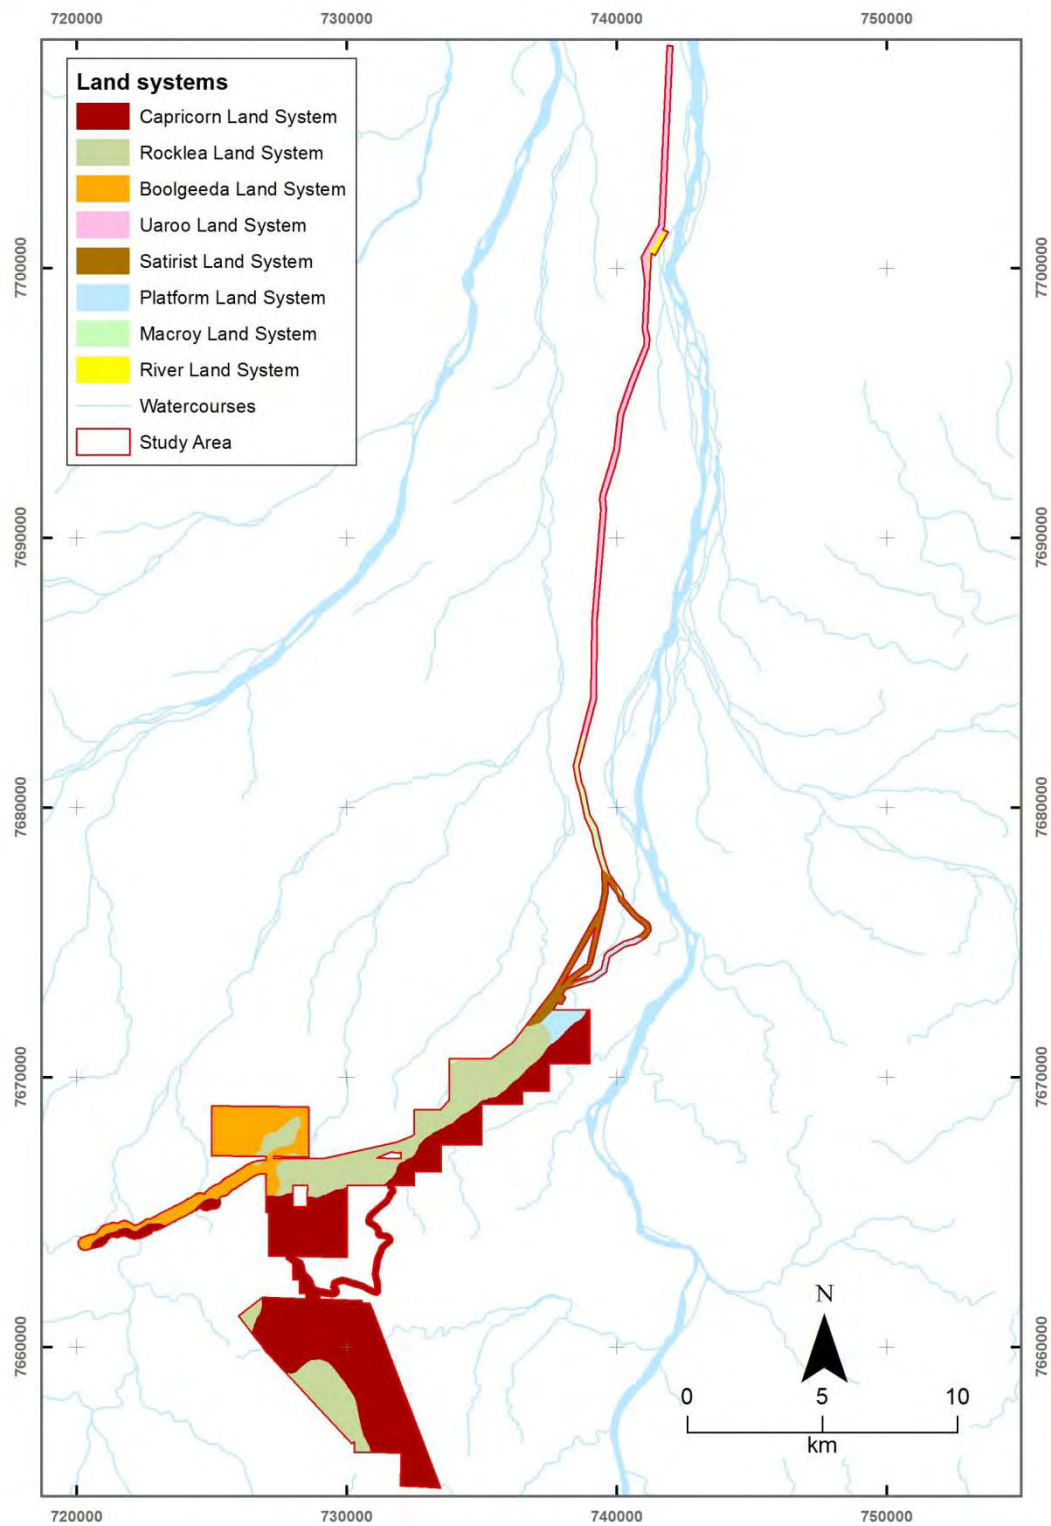 720000 730000 740000 750000
Land systems
Capricorn Land System
Rocklea Land System
Boolgeeda Land System
Uaroo Land System
Satirist Land System
Platform Land System
Macroy Land System
River Land System
Watercourses
Study Area
7700000 7700000
7690000 7690000
7680000 7680000
7670000 7670000
7660000 7660000
N
0 5 10
km
720000 730000 740000 750000